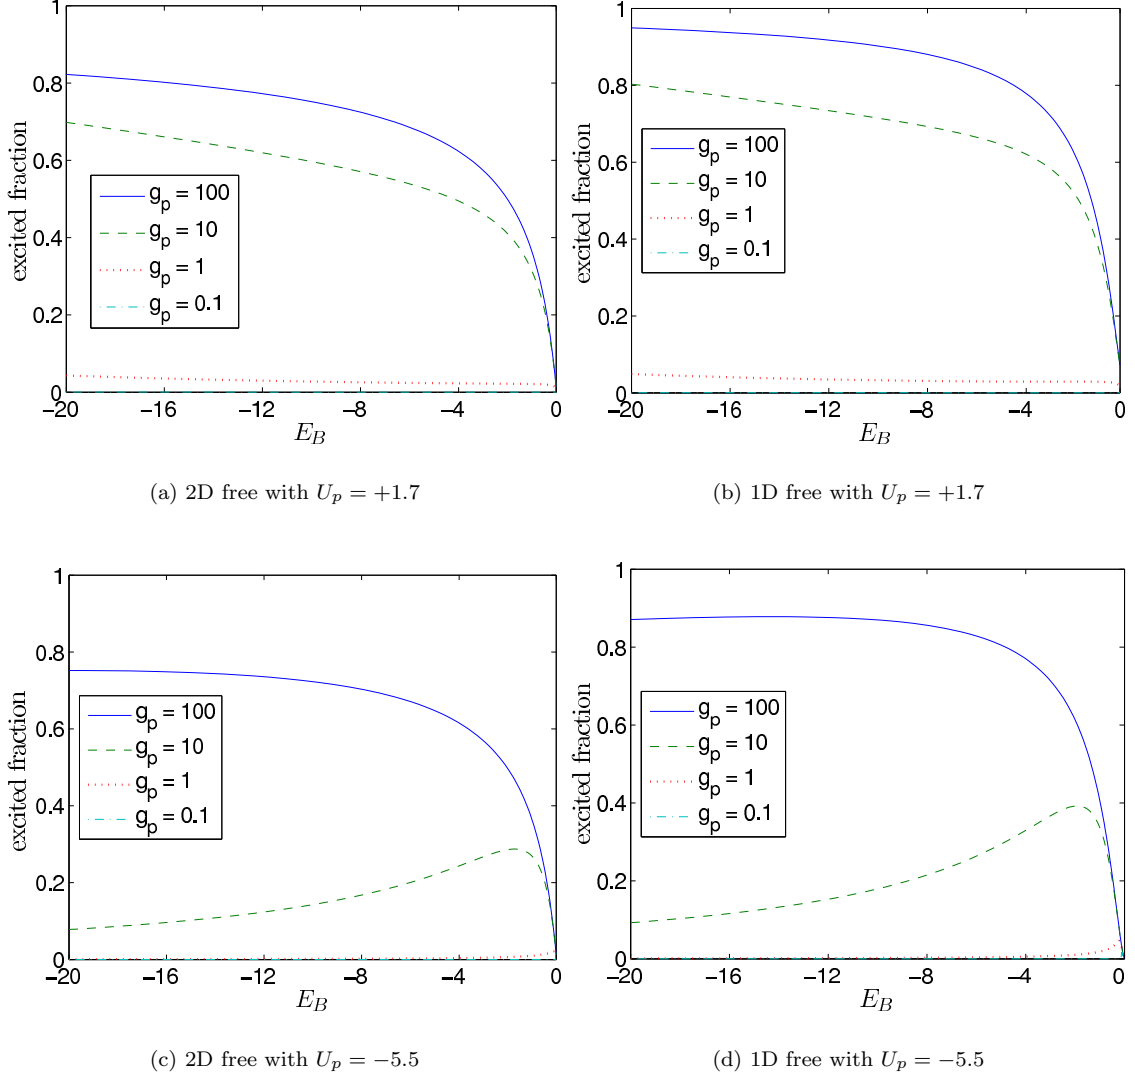 1
0.8
0.6
0.4
0.2
0
excited fraction
g_p = 100
g_p = 10
g_p = 1
g_p = 0.1
−20 −16 −12 −8 −4 0
E_B
(a) 2D free with U_p = +1.7
1
0.8
0.6
0.4
0.2
0
excited fraction
g_p = 100
g_p = 10
g_p = 1
g_p = 0.1
−20 −16 −12 −8 −4 0
E_B
(b) 1D free with U_p = +1.7
1
0.8
0.6
0.4
0.2
0
excited fraction
g_p = 100
g_p = 10
g_p = 1
g_p = 0.1
−20 −16 −12 −8 −4 0
E_B
(c) 2D free with U_p = −5.5
1
0.8
0.6
0.4
0.2
0
excited fraction
g_p = 100
g_p = 10
g_p = 1
g_p = 0.1
−20 −16 −12 −8 −4 0
E_B
(d) 1D free with U_p = −5.5